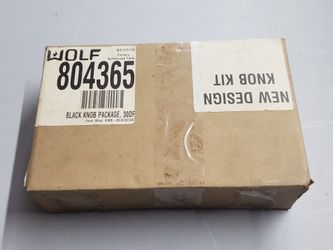 WOLF
Factory
Authorized Parts
804365
BLACK KNOB PACKAGE, 30DF
NEW DESIGN
KNOB KIT